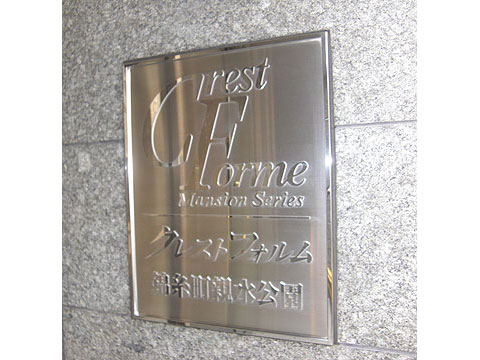 Crest
Forme
Mansion Series
クレストフォルム
錦糸町親水公園